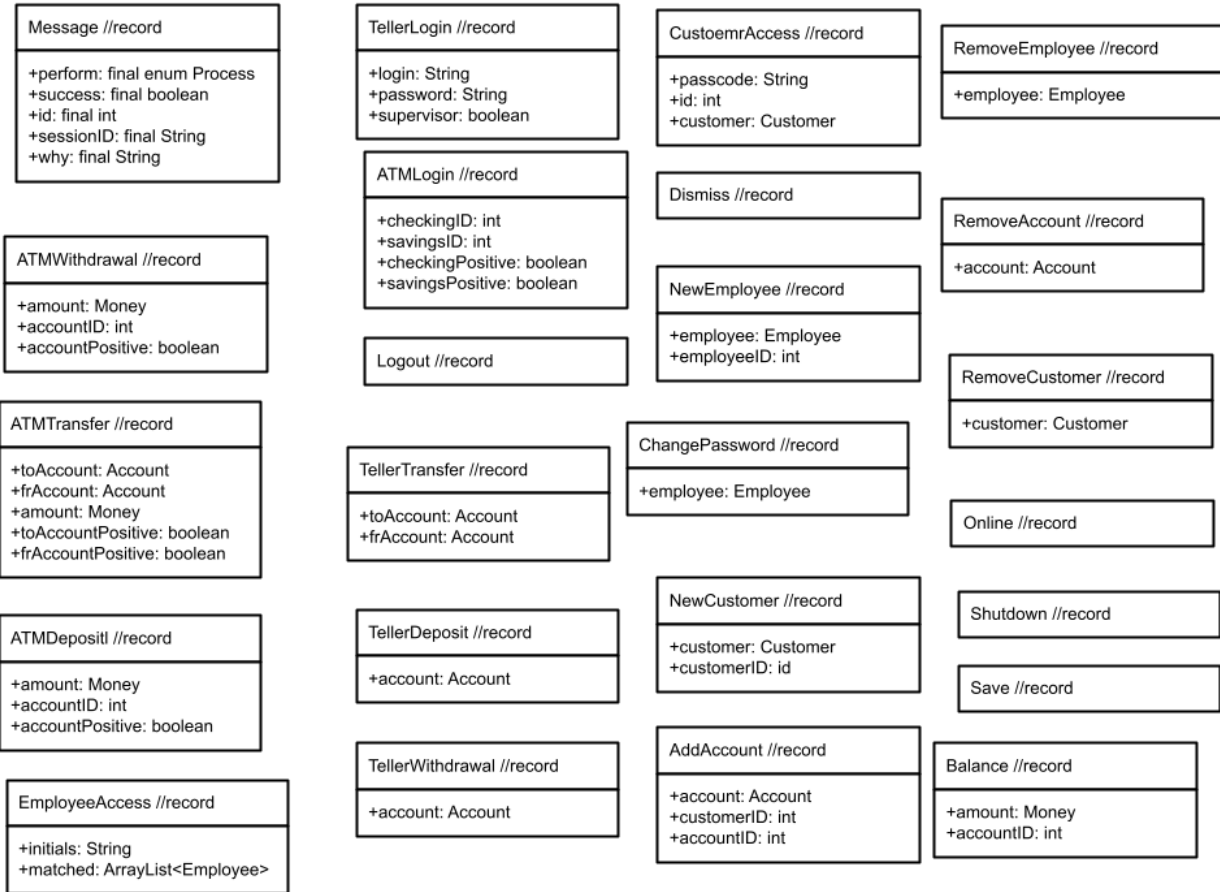 Message //record
+perform: final enum Process
+success: final boolean
+id: final int
+sessionID: final String
+why: final String
ATMWithdrawal //record
+amount: Money
+accountID: int
+accountPositive: boolean
ATMTransfer //record
+toAccount: Account
+frAccount: Account
+amount: Money
+toAccountPositive: boolean
+frAccountPositive: boolean
ATMDepositl //record
+amount: Money
+accountID: int
+accountPositive: boolean
EmployeeAccess //record
+initials: String
+matched: ArrayList<Employee>
TellerLogin //record
+login: String
+password: String
+supervisor: boolean
ATMLogin //record
+checkingID: int
+savingsID: int
+checkingPositive: boolean
+savingsPositive: boolean
Logout //record
TellerTransfer //record
+toAccount: Account
+frAccount: Account
TellerDeposit //record
+account: Account
TellerWithdrawal //record
+account: Account
CustoemrAccess //record
+passcode: String
+id: int
+customer: Customer
Dismiss //record
NewEmployee //record
+employee: Employee
+employeeID: int
ChangePassword //record
+employee: Employee
NewCustomer //record
+customer: Customer
+customerID: id
AddAccount //record
+account: Account
+customerID: int
+accountID: int
RemoveEmployee //record
+employee: Employee
RemoveAccount //record
+account: Account
RemoveCustomer //record
+customer: Customer
Online //record
Shutdown //record
Save //record
Balance //record
+amount: Money
+accountID: int